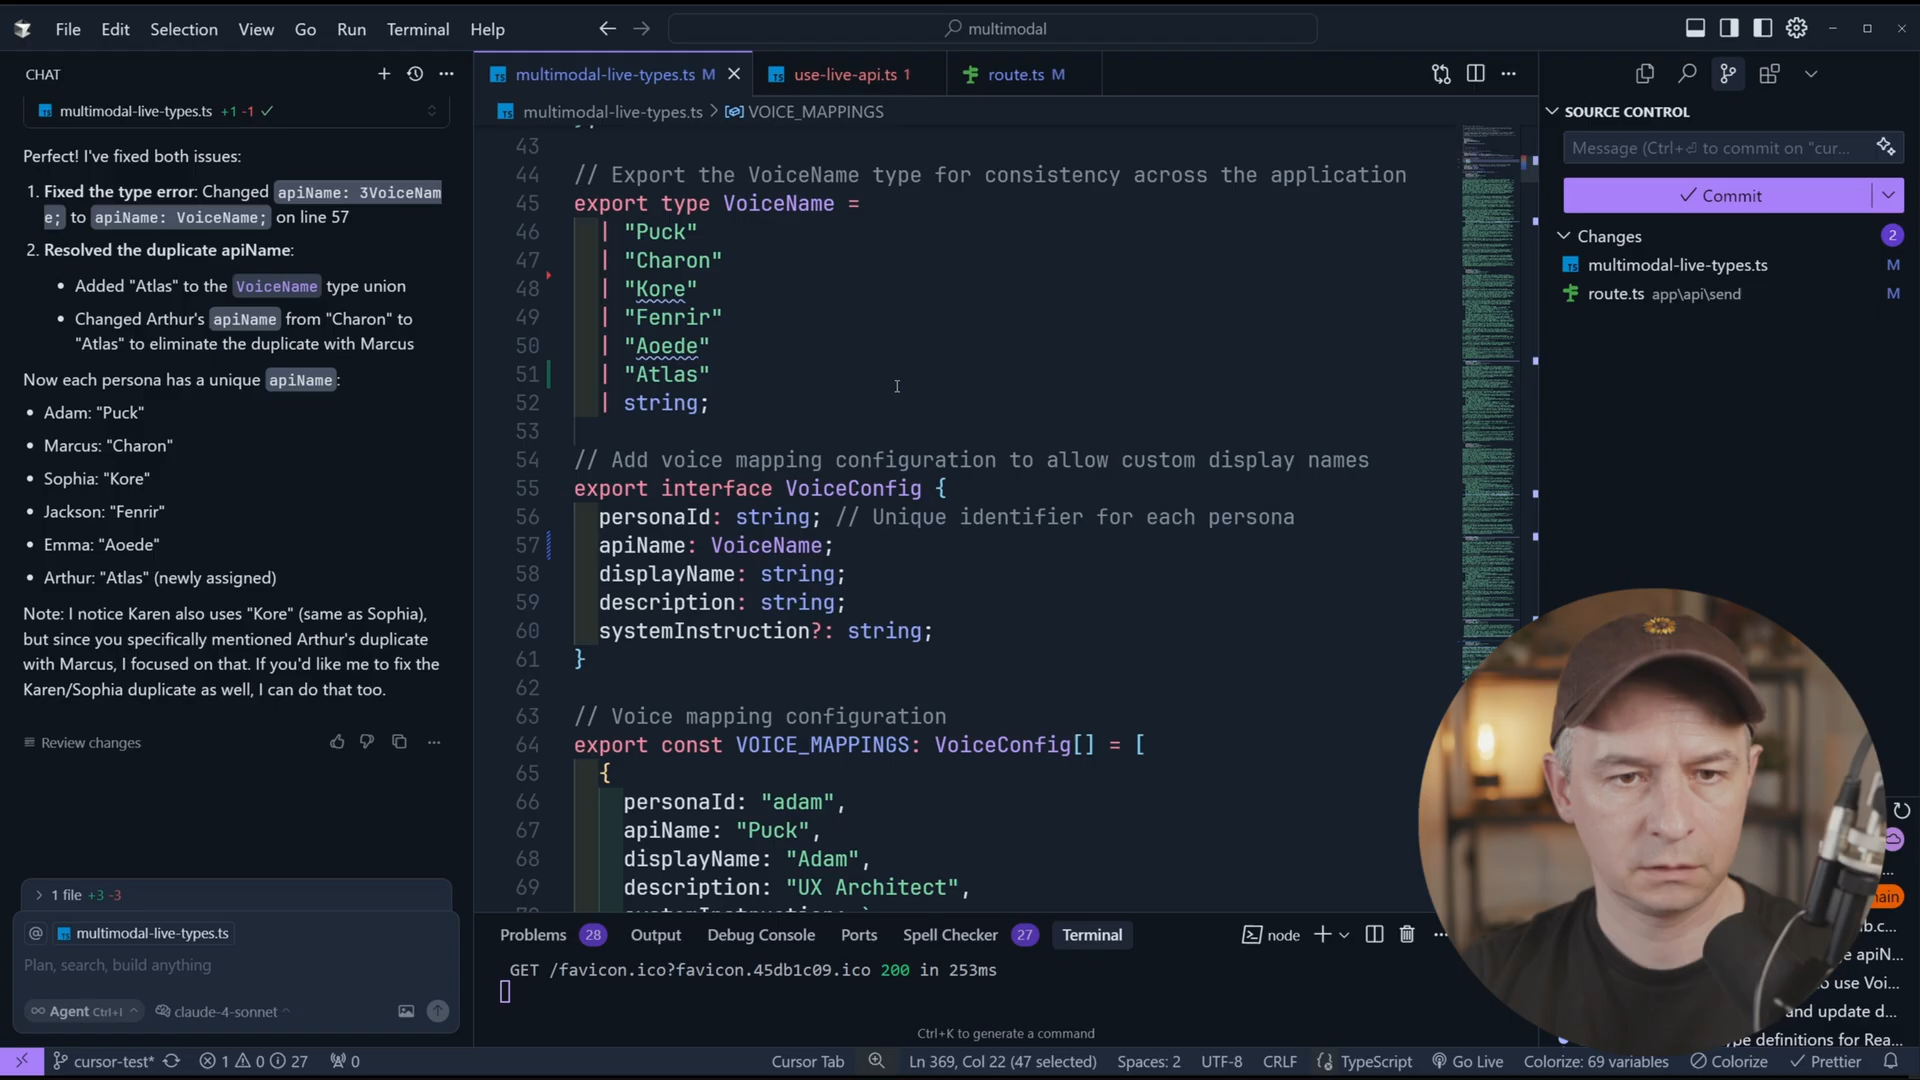 File Edit Selection View Go Run Terminal Help
multimodal
CHAT
multimodal-live-types.ts +1 -1
Perfect! I've fixed both issues:
1. Fixed the type error: Changed apiName: 3VoiceNam
e; to apiName: VoiceName; on line 57
2. Resolved the duplicate apiName:
• Added "Atlas" to the VoiceName type union
• Changed Arthur's apiName from "Charon" to
"Atlas" to eliminate the duplicate with Marcus
Now each persona has a unique apiName:
• Adam: "Puck"
• Marcus: "Charon"
• Sophia: "Kore"
• Jackson: "Fenrir"
• Emma: "Aoede"
• Arthur: "Atlas" (newly assigned)
Note: I notice Karen also uses "Kore" (same as Sophia),
but since you specifically mentioned Arthur's duplicate
with Marcus, I focused on that. If you'd like me to fix the
Karen/Sophia duplicate as well, I can do that too.
Review changes
1 file +3 -3
@ multimodal-live-types.ts
Plan, search, build anything
Agent Ctrl+I claude-4-sonnet
multimodal-live-types.ts M use-live-api.ts 1 route.ts M
multimodal-live-types.ts > VOICE_MAPPINGS
43
44 // Export the VoiceName type for consistency across the application
45 export type VoiceName =
46 | "Puck"
47 | "Charon"
48 | "Kore"
49 | "Fenrir"
50 | "Aoede"
51 | "Atlas"
52 | string;
53
54 // Add voice mapping configuration to allow custom display names
55 export interface VoiceConfig {
56 personaId: string; // Unique identifier for each persona
57 apiName: VoiceName;
58 displayName: string;
59 description: string;
60 systemInstruction?: string;
61 }
62
63 // Voice mapping configuration
64 export const VOICE_MAPPINGS: VoiceConfig[] = [
65 {
66 personaId: "adam",
67 apiName: "Puck",
68 displayName: "Adam",
69 description: "UX Architect",
Problems 28 Output Debug Console Ports Spell Checker 27 Terminal
node
GET /favicon.ico?favicon.45db1c09.ico 200 in 253ms
Ctrl+K to generate a command
SOURCE CONTROL
Message (Ctrl+⏎ to commit on "cur...
Commit
Changes 2
multimodal-live-types.ts M
route.ts app\api\send M
cursor-test* 1 0 27 0
Cursor Tab Ln 369, Col 22 (47 selected) Spaces: 2 UTF-8 CRLF TypeScript Go Live Colorize: 69 variables Colorize Prettier